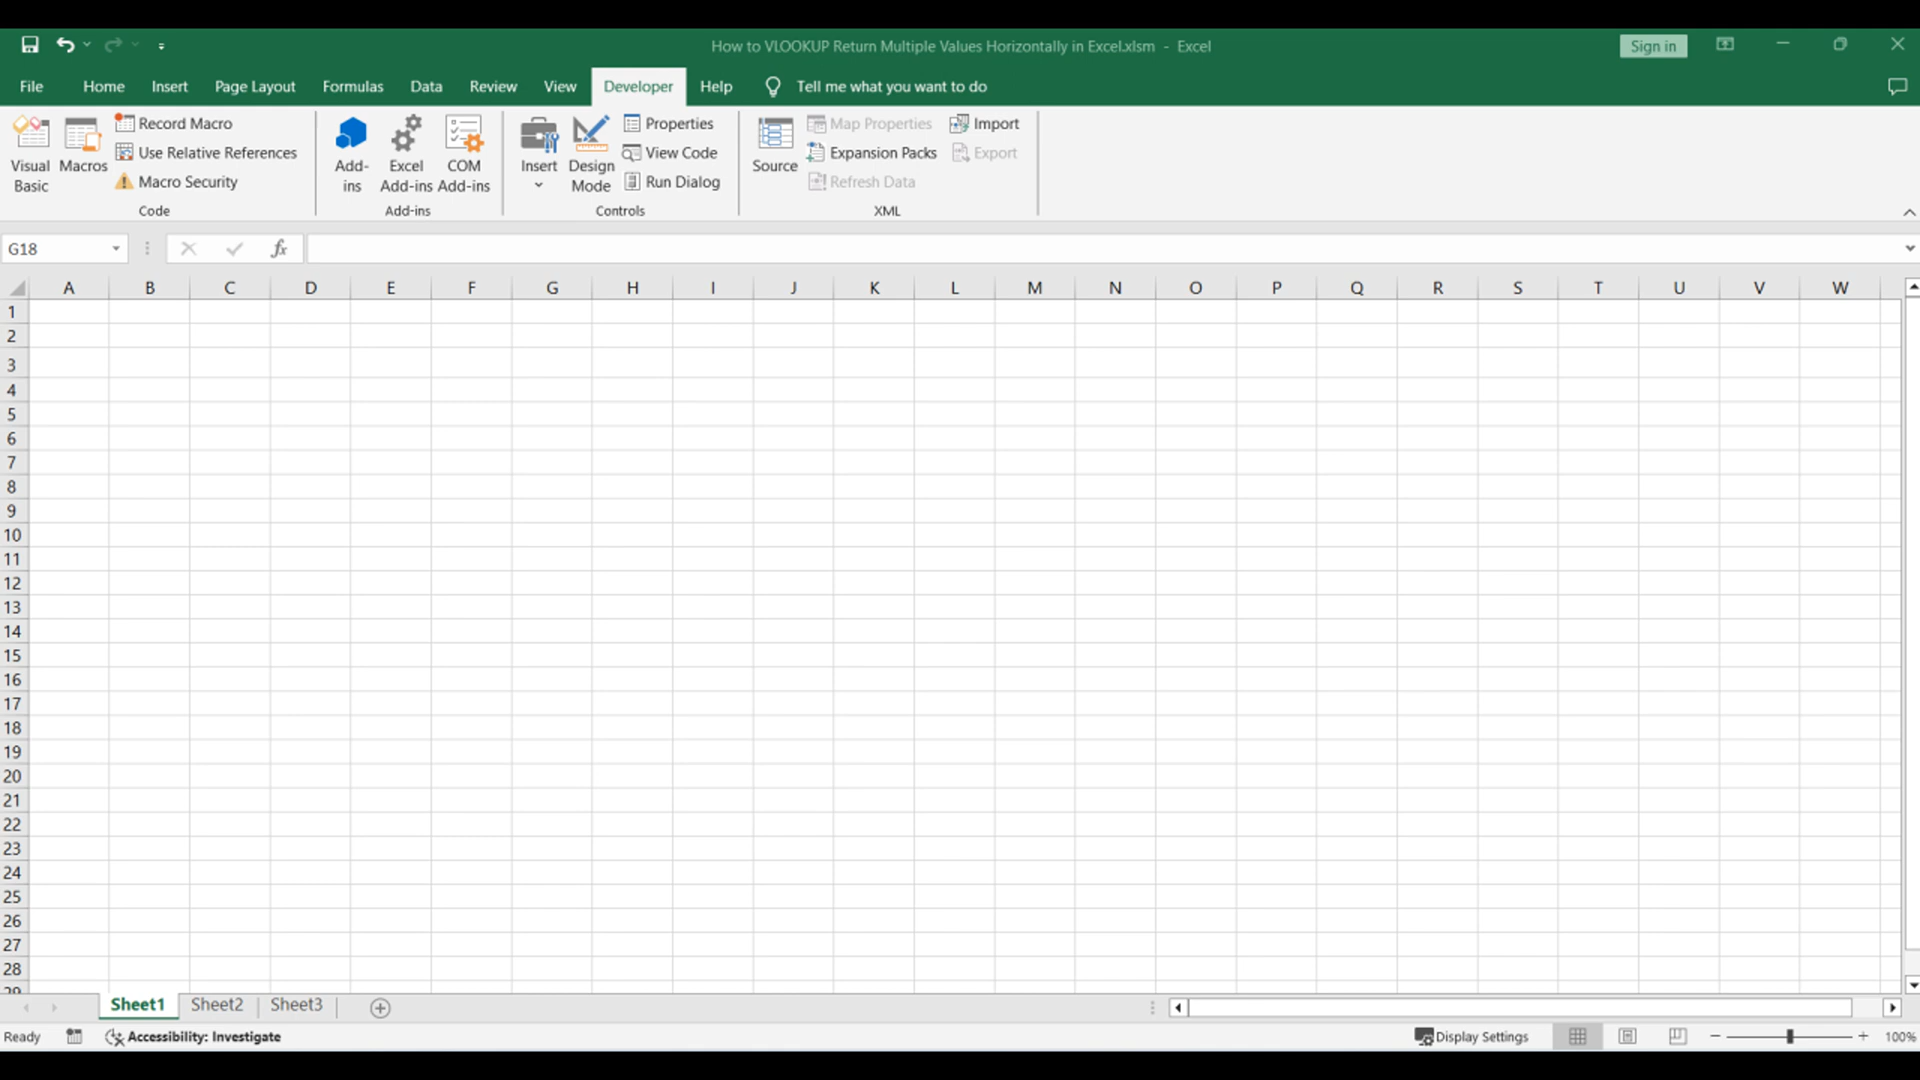 How to VLOOKUP Return Multiple Values Horizontally in Excel.xlsm - Excel
Sign in
File Home Insert Page Layout Formulas Data Review View Developer Help Tell me what you want to do
Visual Basic
Macros
Record Macro
Use Relative References
Macro Security
Code
Add-ins
Excel Add-ins
COM Add-ins
Add-ins
Insert
Design Mode
Properties
View Code
Run Dialog
Controls
Source
Map Properties
Expansion Packs
Refresh Data
Import
Export
XML
G18
fx
A B C D E F G H I J K L M N O P Q R S T U V W
1
2
3
4
5
6
7
8
9
10
11
12
13
14
15
16
17
18
19
20
21
22
23
24
25
26
27
28
29
Sheet1 Sheet2 Sheet3
Ready
Accessibility: Investigate
Display Settings
100%